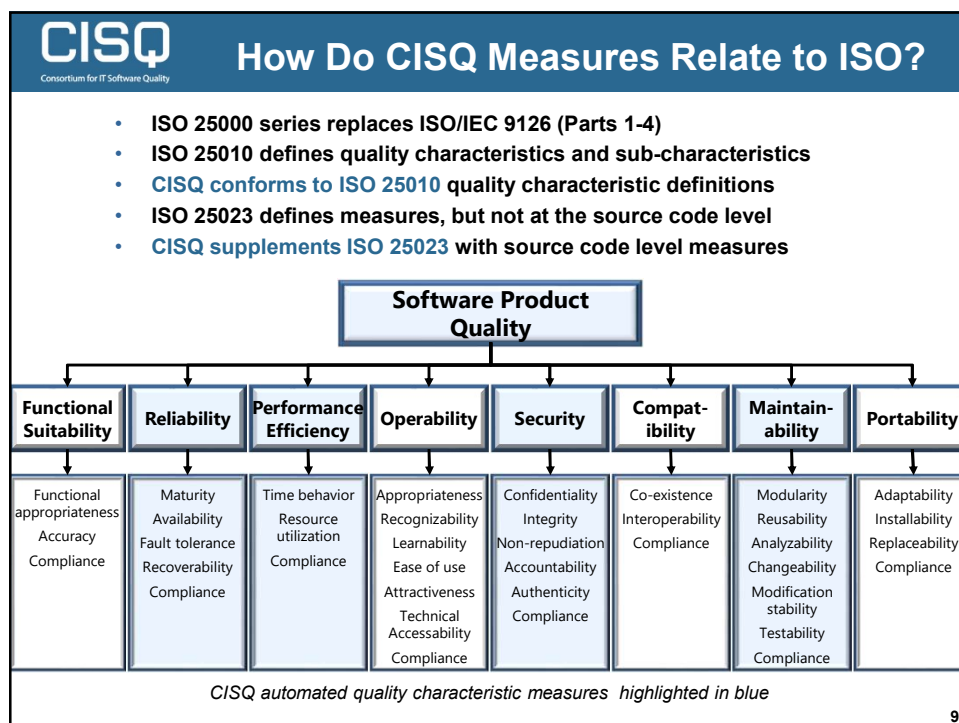 CISQ
Consortium for IT Software Quality
How Do CISQ Measures Relate to ISO?
• ISO 25000 series replaces ISO/IEC 9126 (Parts 1-4)
• ISO 25010 defines quality characteristics and sub-characteristics
• CISQ conforms to ISO 25010 quality characteristic definitions
• ISO 25023 defines measures, but not at the source code level
• CISQ supplements ISO 25023 with source code level measures
Software Product
Quality
Functional
Suitability
Reliability
Performance
Efficiency
Operability
Security
Compat-
ibility
Maintain-
ability
Portability
Functional
appropriateness
Accuracy
Compliance
Maturity
Availability
Fault tolerance
Recoverability
Compliance
Time behavior
Resource
utilization
Compliance
Appropriateness
Recognizability
Learnability
Ease of use
Attractiveness
Technical
Accessability
Compliance
Confidentiality
Integrity
Non-repudiation
Accountability
Authenticity
Compliance
Co-existence
Interoperability
Compliance
Modularity
Reusability
Analyzability
Changeability
Modification
stability
Testability
Compliance
Adaptability
Installability
Replaceability
Compliance
CISQ automated quality characteristic measures highlighted in blue
9